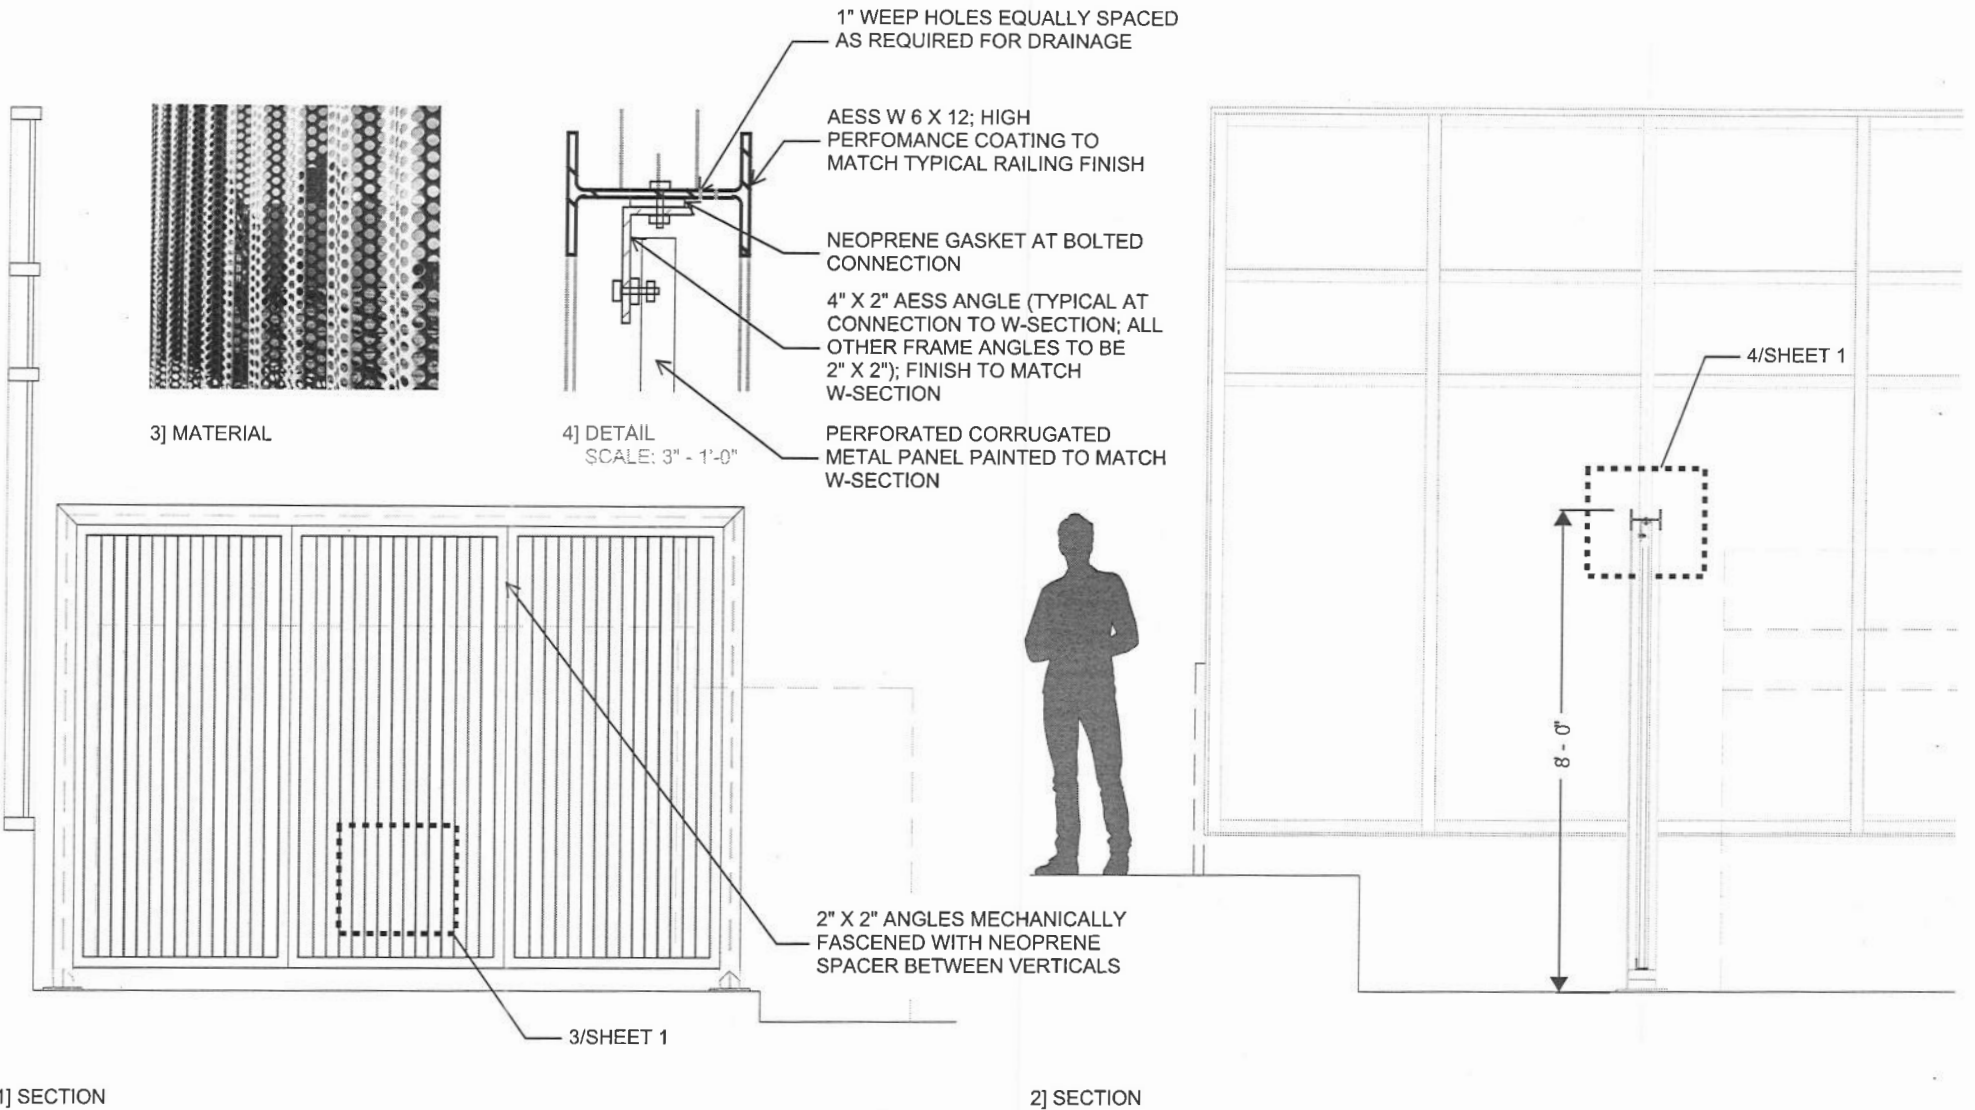 1" WEEP HOLES EQUALLY SPACED
AS REQUIRED FOR DRAINAGE
AESS W 6 X 12; HIGH
PERFOMANCE COATING TO
MATCH TYPICAL RAILING FINISH
NEOPRENE GASKET AT BOLTED
CONNECTION
4" X 2" AESS ANGLE (TYPICAL AT
CONNECTION TO W-SECTION; ALL
OTHER FRAME ANGLES TO BE
2" X 2"); FINISH TO MATCH
W-SECTION
PERFORATED CORRUGATED
METAL PANEL PAINTED TO MATCH
W-SECTION
3] MATERIAL
4] DETAIL
SCALE: 3" - 1'-0"
4/SHEET 1
8 - 0"
2" X 2" ANGLES MECHANICALLY
FASCENED WITH NEOPRENE
SPACER BETWEEN VERTICALS
3/SHEET 1
1] SECTION
2] SECTION